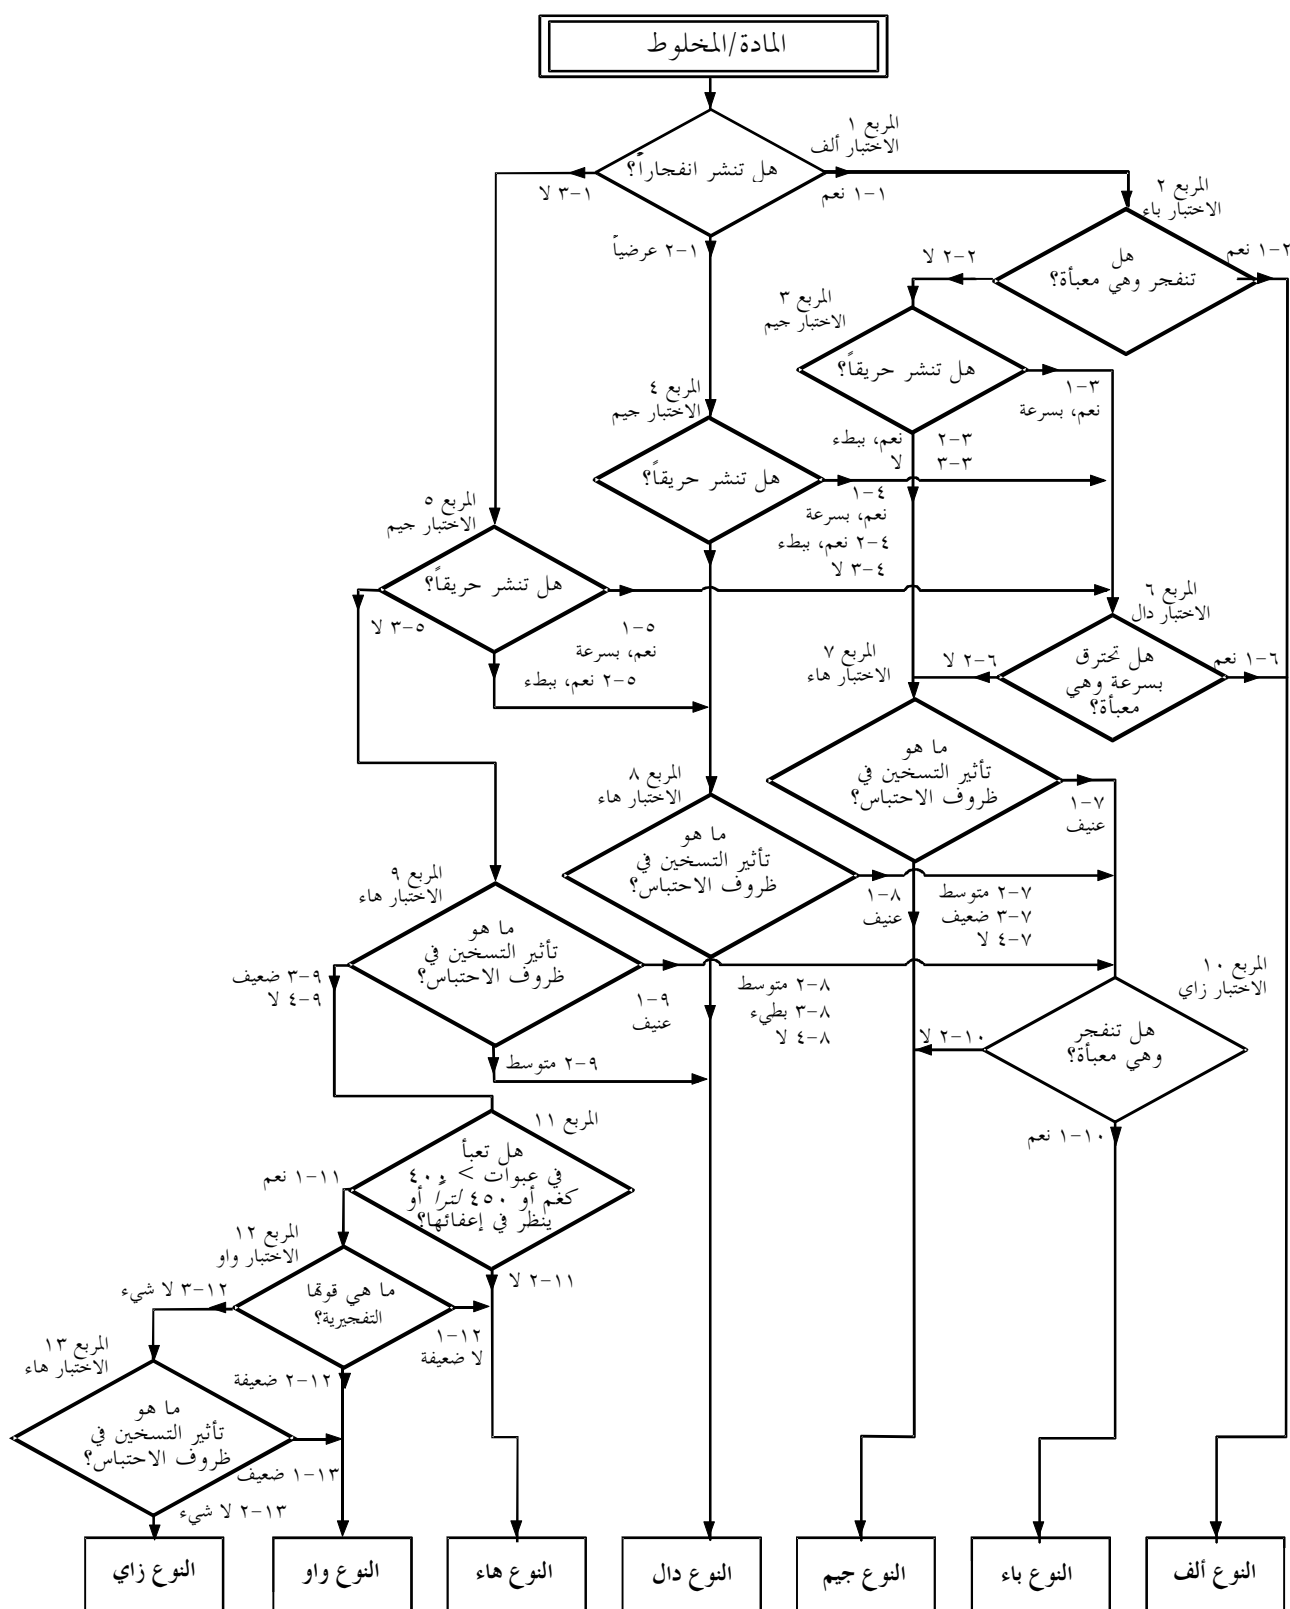 المادة/المخلوط
المربع ١
الاختبار ألف
هل تنشر انفجاراً؟
١-١ نعم
٣-١ لا
٢-١ عرضياً
المربع ٢
الاختبار باء
هل
تنفجر وهي معبأة؟
١-٢ نعم
٢-٢ لا
المربع ٣
الاختبار جيم
هل تنشر حريقاً؟
١-٣
نعم، بسرعة
٢-٣ نعم، ببطء
٣-٣ لا
المربع ٤
الاختبار جيم
هل تنشر حريقاً؟
١-٤
نعم، بسرعة
٢-٤ نعم، ببطء
٣-٤ لا
المربع ٥
الاختبار جيم
هل تنشر حريقاً؟
٣-٥ لا
١-٥
نعم، بسرعة
٢-٥ نعم، ببطء
المربع ٦
الاختبار دال
هل تحترق
بسرعة وهي
معبأة؟
١-٦ نعم
٢-٦ لا
المربع ٧
الاختبار هاء
ما هو
تأثير التسخين في
ظروف الاحتباس؟
١-٧
عنيف
٢-٧ متوسط
٣-٧ ضعيف
٤-٧ لا
المربع ٨
الاختبار هاء
ما هو
تأثير التسخين في
ظروف الاحتباس؟
١-٨
عنيف
٢-٨ متوسط
٣-٨ بطيء
٤-٨ لا
المربع ٩
الاختبار هاء
ما هو
تأثير التسخين في
ظروف الاحتباس؟
٣-٩ ضعيف
٤-٩ لا
١-٩
عنيف
٢-٩ متوسط
المربع ١٠
الاختبار زاي
هل تنفجر
وهي معبأة؟
٢-١٠ لا
١-١٠ نعم
المربع ١١
هل تعبأ
في عبوات > ٤٠٠
كغم أو ٤٥٠ لتراً أو
ينظر في إعفائها؟
١-١١ نعم
٢-١١ لا
المربع ١٢
الاختبار واو
ما هي قوتها
التفجيرية؟
٣-١٢ لا شيء
١-١٢
لا ضعيفة
٢-١٢ ضعيفة
المربع ١٣
الاختبار هاء
ما هو
تأثير التسخين في
ظروف الاحتباس؟
١-١٣ ضعيف
٢-١٣ لا شيء
النوع ألف
النوع باء
النوع جيم
النوع دال
النوع هاء
النوع واو
النوع زاي